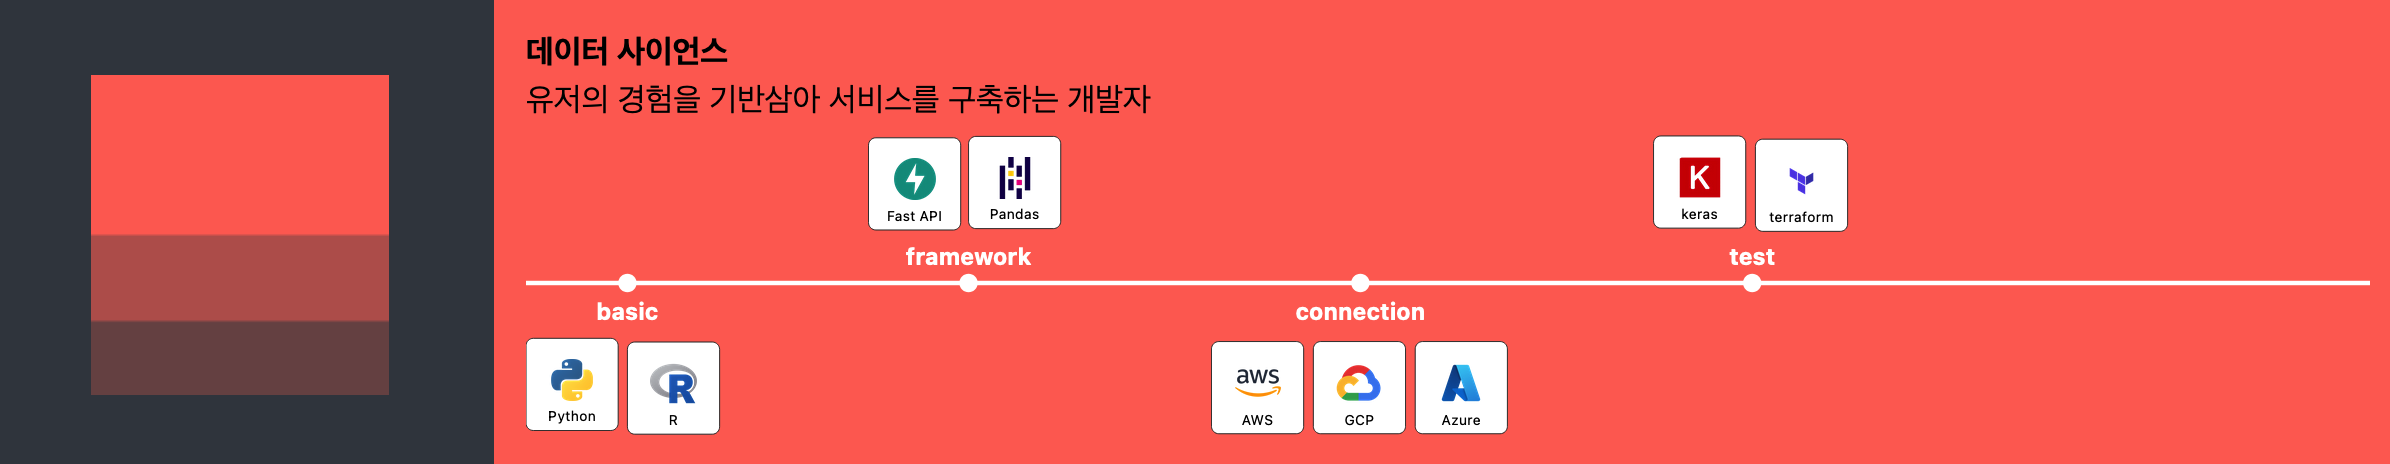 데이터 사이언스
유저의 경험을 기반삼아 서비스를 구축하는 개발자
Fast API
Pandas
K
keras
terraform
framework
test
basic
connection
Python
R
R
aws
AWS
GCP
Azure